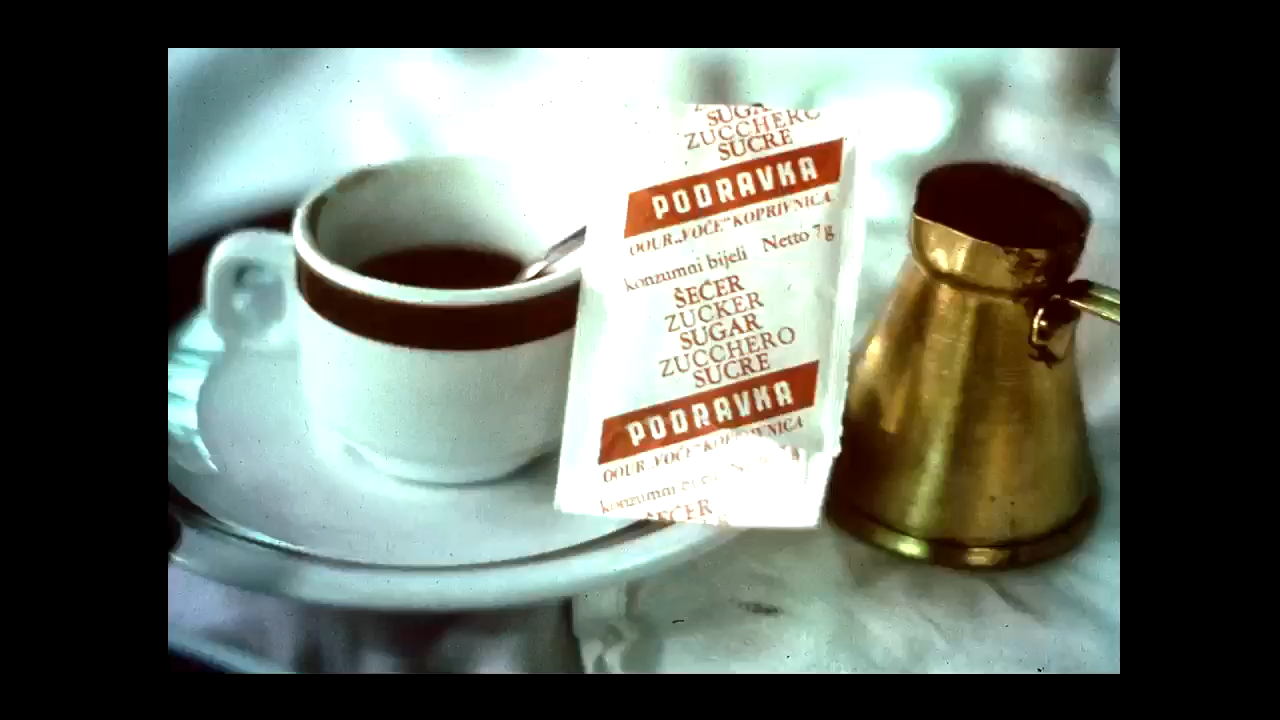 SUGAR
ZUCCHERO
SUCRE
PODRAVKA
OOUR „VOĆE“ KOPRIVNICA
konzumni bijeli Netto 7 g
ŠEĆER
ZUCKER
SUGAR
ZUCCHERO
SUCRE
PODRAVKA
OOUR „VOĆE“ KOPRIVNICA
konzumni
ŠEĆER